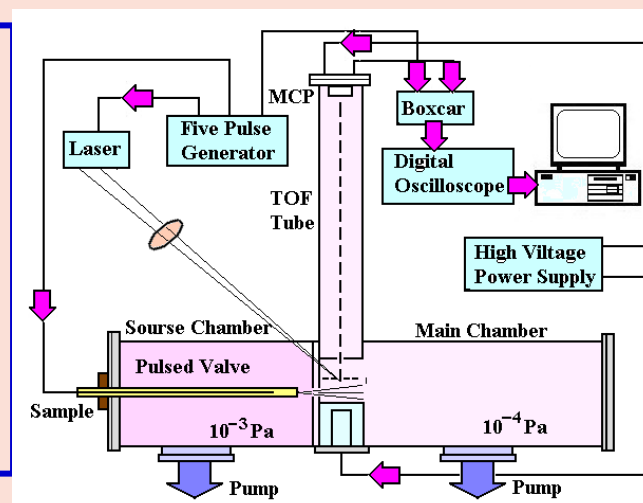 MCP
Boxcar
Five Pulse
Generator
Laser
Digital
Oscilloscope
TOF
Tube
High Viltage
Power Supply
Sourse Chamber
Main Chamber
Pulsed Valve
Sample
10⁻³Pa
10⁻⁴Pa
Pump
Pump